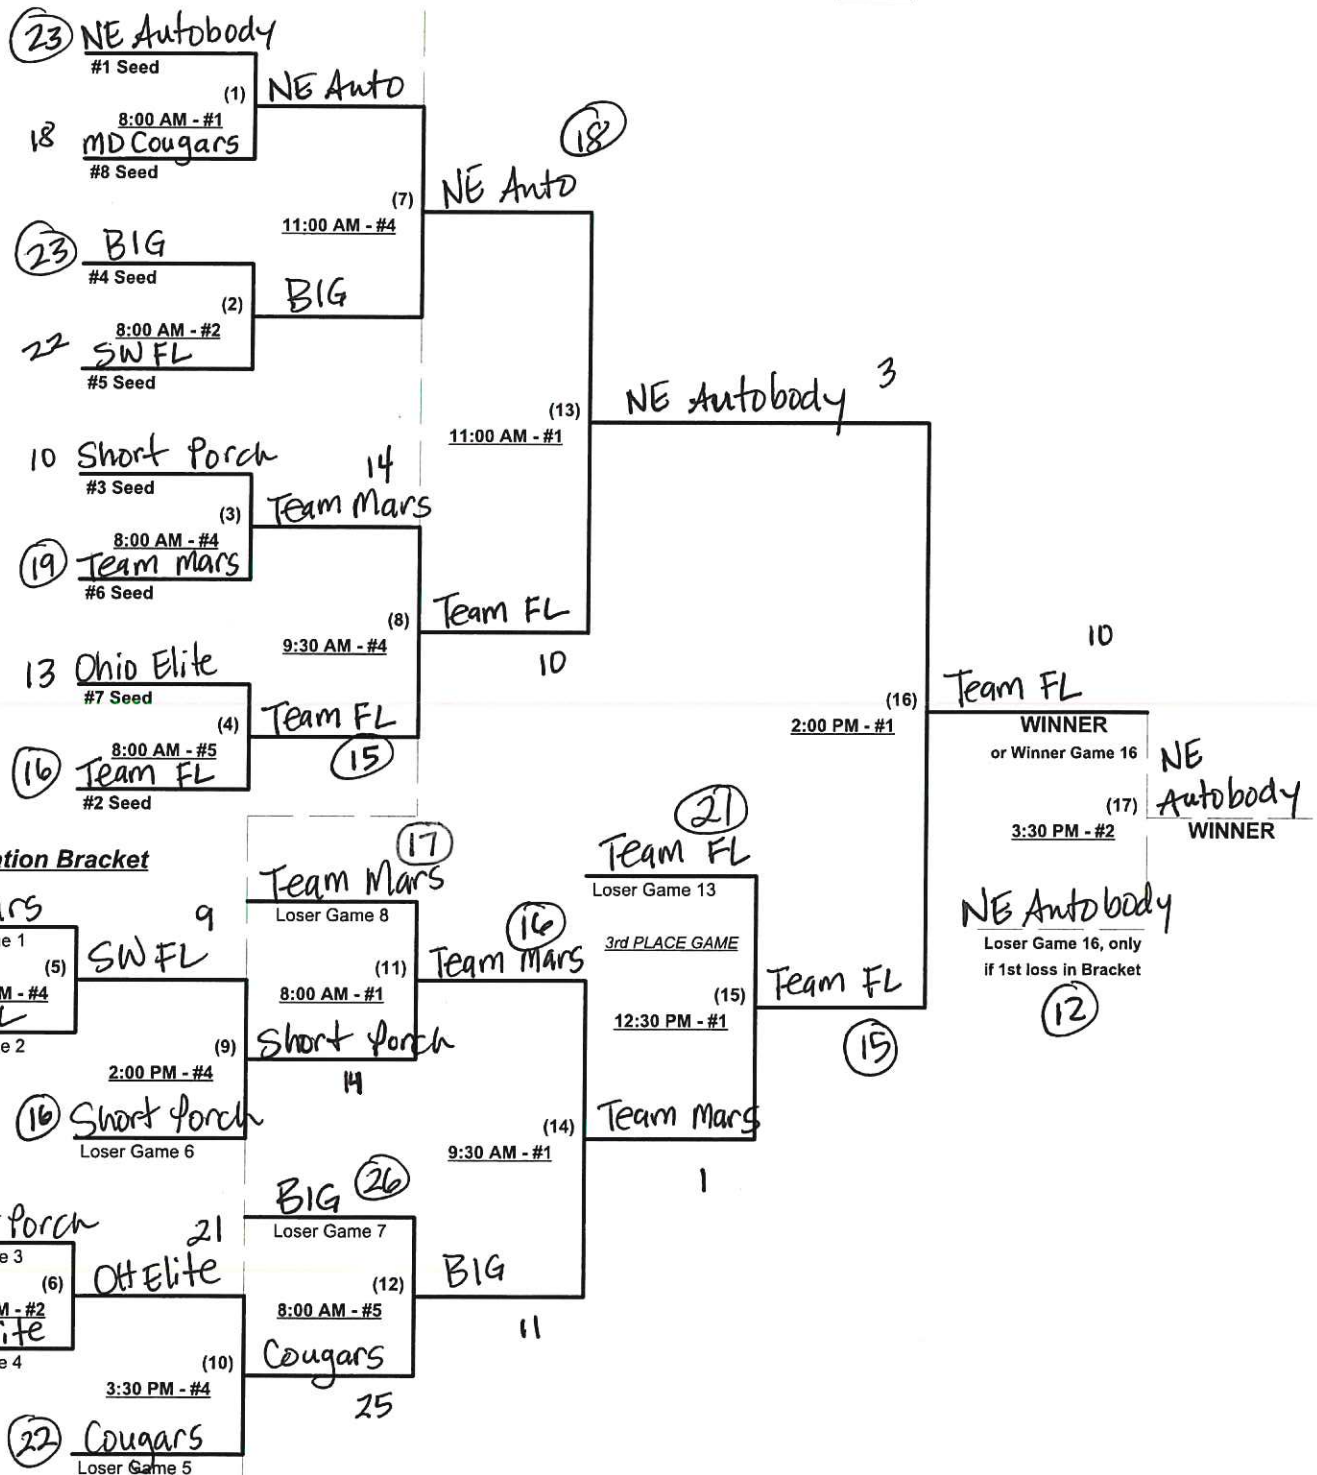 23 NE Autobody
#1 Seed
(1) NE Auto
8:00 AM - #1
18 MD Cougars
#8 Seed
(7) NE Auto 18
11:00 AM - #4
23 BIG
#4 Seed
(2) BIG
8:00 AM - #2
22 SW FL
#5 Seed
(13) NE Autobody 3
11:00 AM - #1
10 Short Porch
#3 Seed
14
(3) Team Mars
8:00 AM - #4
19 Team Mars
#6 Seed
(8) Team FL
9:30 AM - #4
10
13 Ohio Elite
#7 Seed
(4) Team FL
15
8:00 AM - #5
16 Team FL
#2 Seed
10
(16) Team FL
2:00 PM - #1
WINNER
or Winner Game 16
NE
(17) Autobody
3:30 PM - #2
WINNER
NE Autobody
Loser Game 16, only
if 1st loss in Bracket
12
tion Bracket
rs
e 1
9
(5) SW FL
M - #4
L
e 2
(9) Short Porch
14
2:00 PM - #4
16 Short Porch
Loser Game 6
17
Team Mars
Loser Game 8
16
(11) Team Mars
8:00 AM - #1
21
Team FL
Loser Game 13
3rd PLACE GAME
(15) Team FL
12:30 PM - #1
15
(14) Team Mars
9:30 AM - #1
1
Porch
e 3
21
(6) OH Elite
M - #2
ite
e 4
BIG 26
Loser Game 7
(12) BIG
8:00 AM - #5
11
(10) Cougars
3:30 PM - #4
25
22 Cougars
Loser Game 5